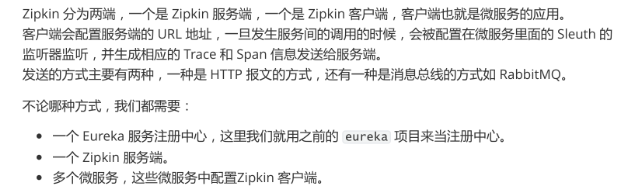 Zipkin 分为两端，一个是 Zipkin 服务端，一个是 Zipkin 客户端，客户端也就是微服务的应用。
客户端会配置服务端的 URL 地址，一旦发生服务间的调用的时候，会被配置在微服务里面的 Sleuth 的
监听器监听，并生成相应的 Trace 和 Span 信息发送给服务端。
发送的方式主要有两种，一种是 HTTP 报文的方式，还有一种是消息总线的方式如 RabbitMQ。
不论哪种方式，我们都需要：
• 一个 Eureka 服务注册中心，这里我们就用之前的 eureka 项目来当注册中心。
• 一个 Zipkin 服务端。
• 多个微服务，这些微服务中配置Zipkin 客户端。